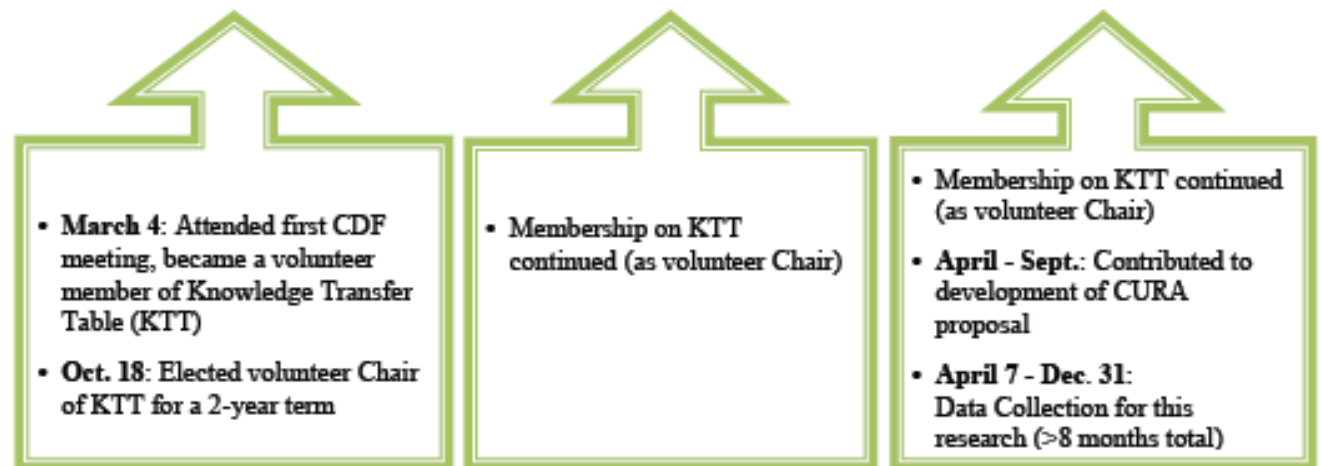 • March 4: Attended first CDF
meeting, became a volunteer
member of Knowledge Transfer
Table (KTT)
• Oct. 18: Elected volunteer Chair
of KTT for a 2-year term
• Membership on KTT
continued (as volunteer Chair)
• Membership on KTT continued
(as volunteer Chair)
• April - Sept.: Contributed to
development of CURA
proposal
• April 7 - Dec. 31:
Data Collection for this
research (>8 months total)